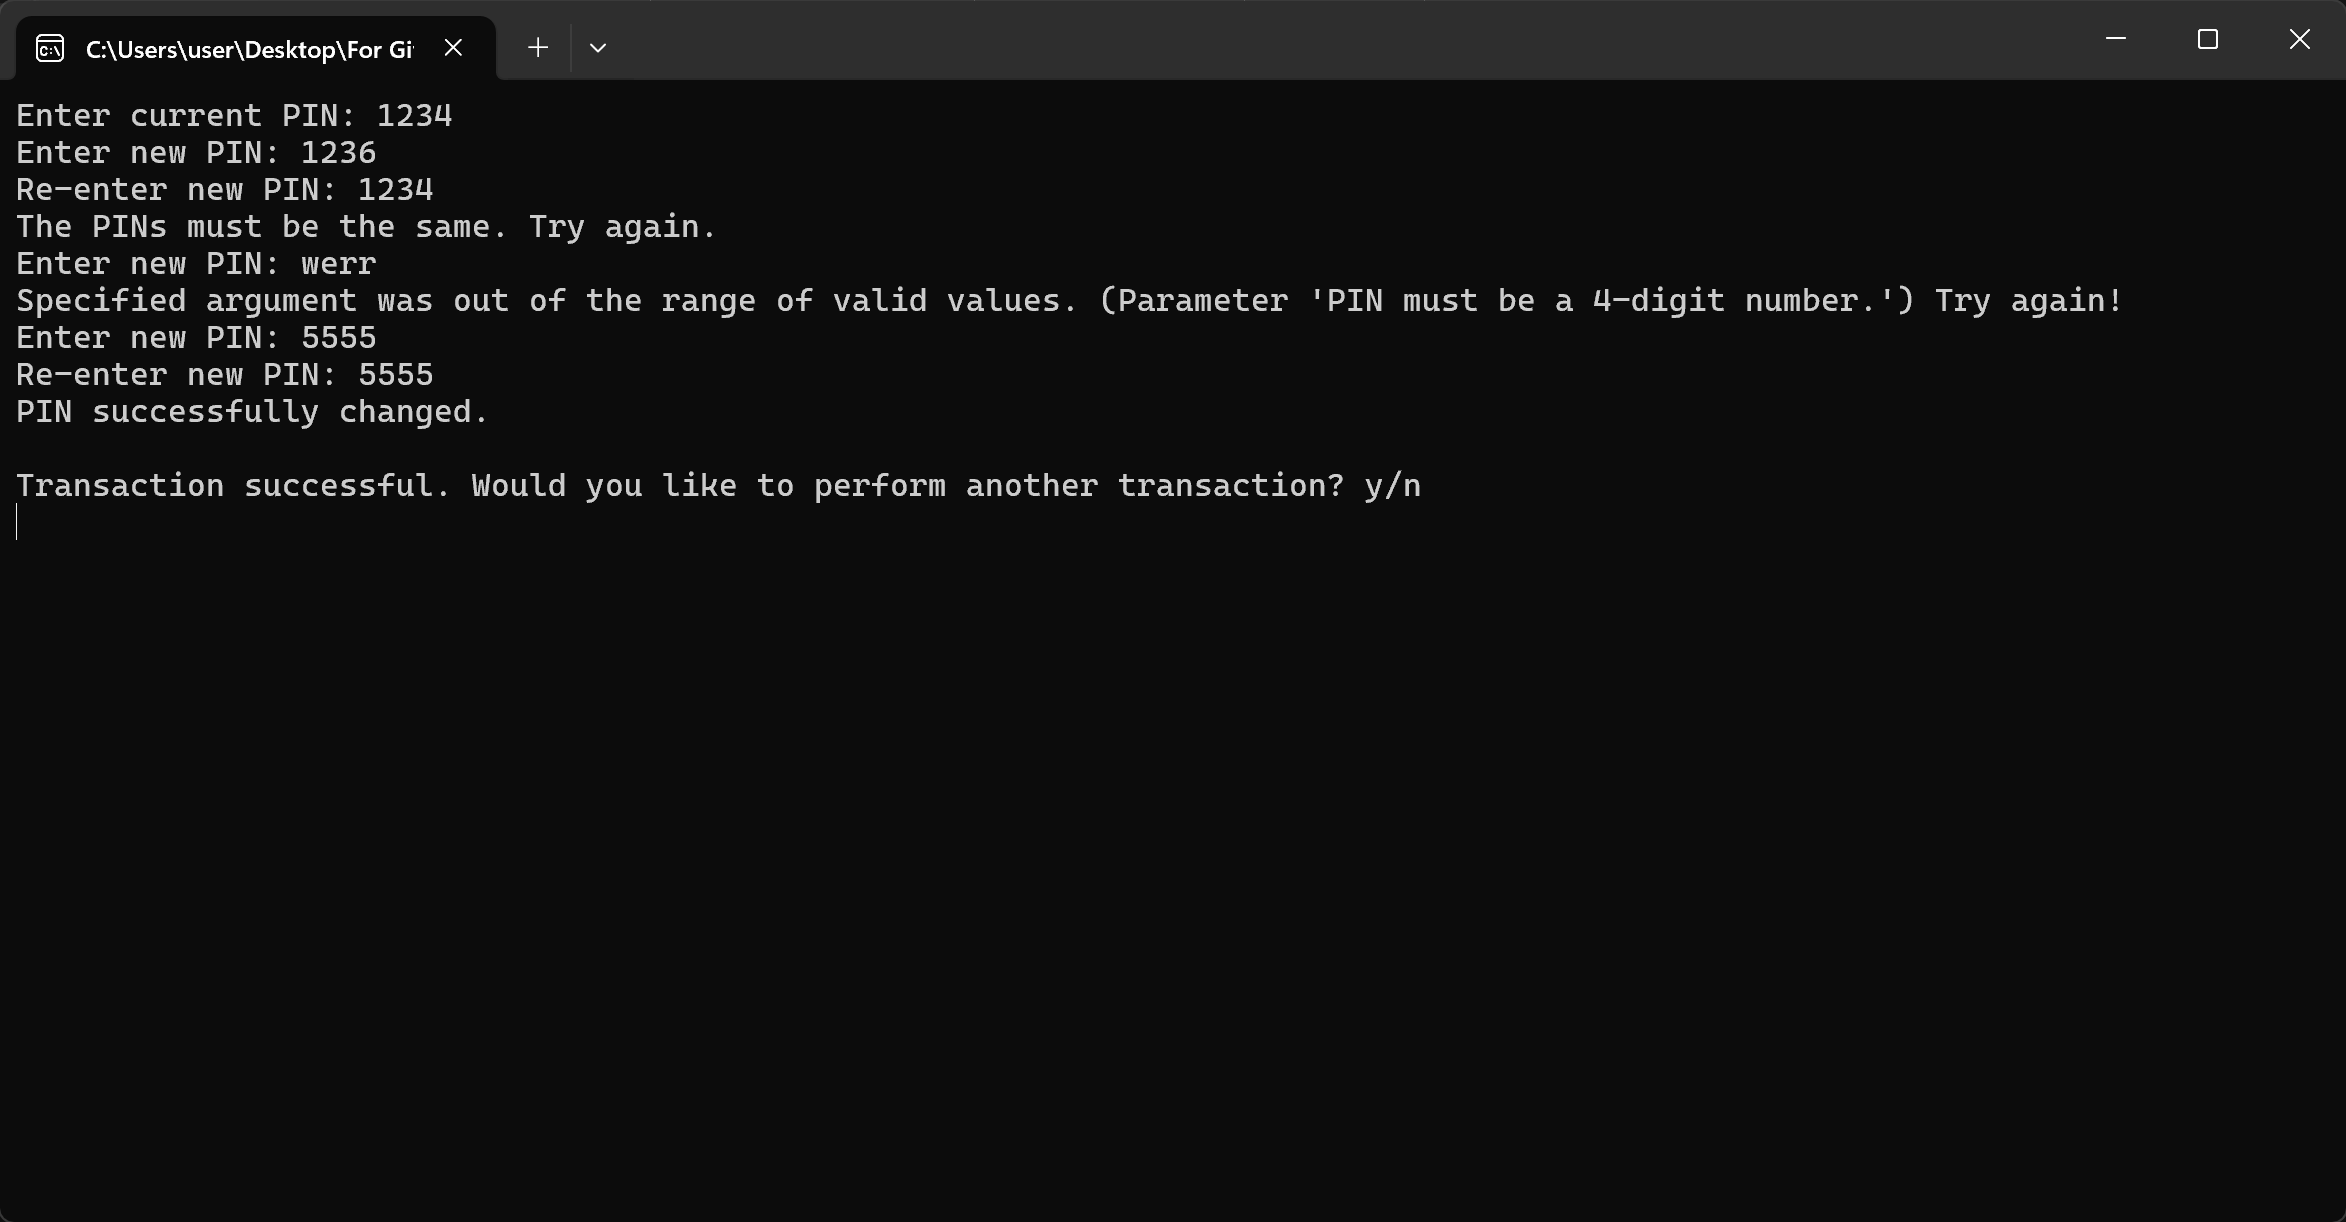 C:\Users\user\Desktop\For Gi
Enter current PIN: 1234
Enter new PIN: 1236
Re-enter new PIN: 1234
The PINs must be the same. Try again.
Enter new PIN: werr
Specified argument was out of the range of valid values. (Parameter 'PIN must be a 4-digit number.') Try again!
Enter new PIN: 5555
Re-enter new PIN: 5555
PIN successfully changed.
Transaction successful. Would you like to perform another transaction? y/n